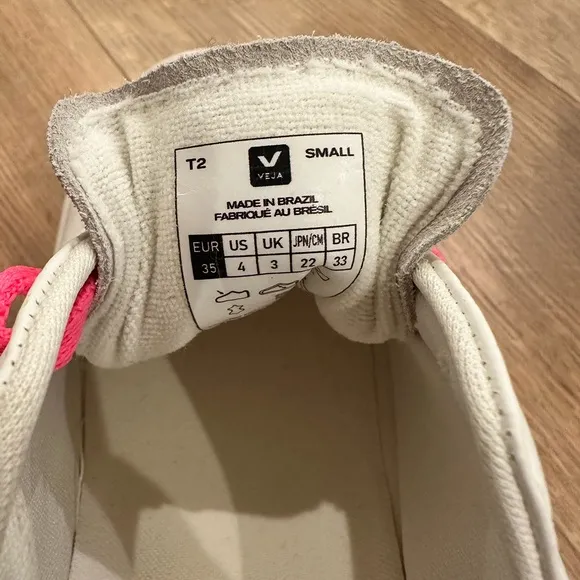 T2 V VEJA SMALL
MADE IN BRAZIL
FABRIQUÉ AU BRÉSIL
EUR US UK JPN/CM BR
35 4 3 22 33